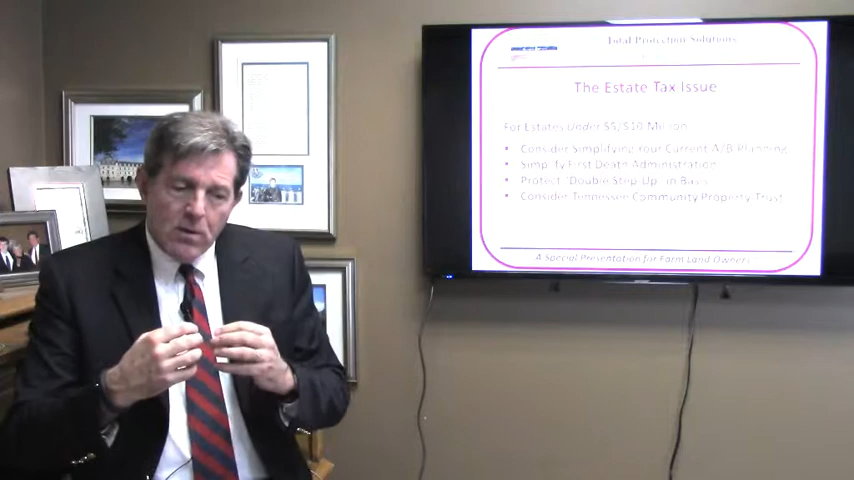 Total Protection Solutions
The Estate Tax Issue
For Estates Under $5/$10 Million
▪ Consider Simplifying Your Current A/B Planning
▪ Simplify First Death Administration
▪ Protect "Double Step-Up" in Basis
▪ Consider Tennessee Community Property Trust
A Special Presentation for Farm Land Owners